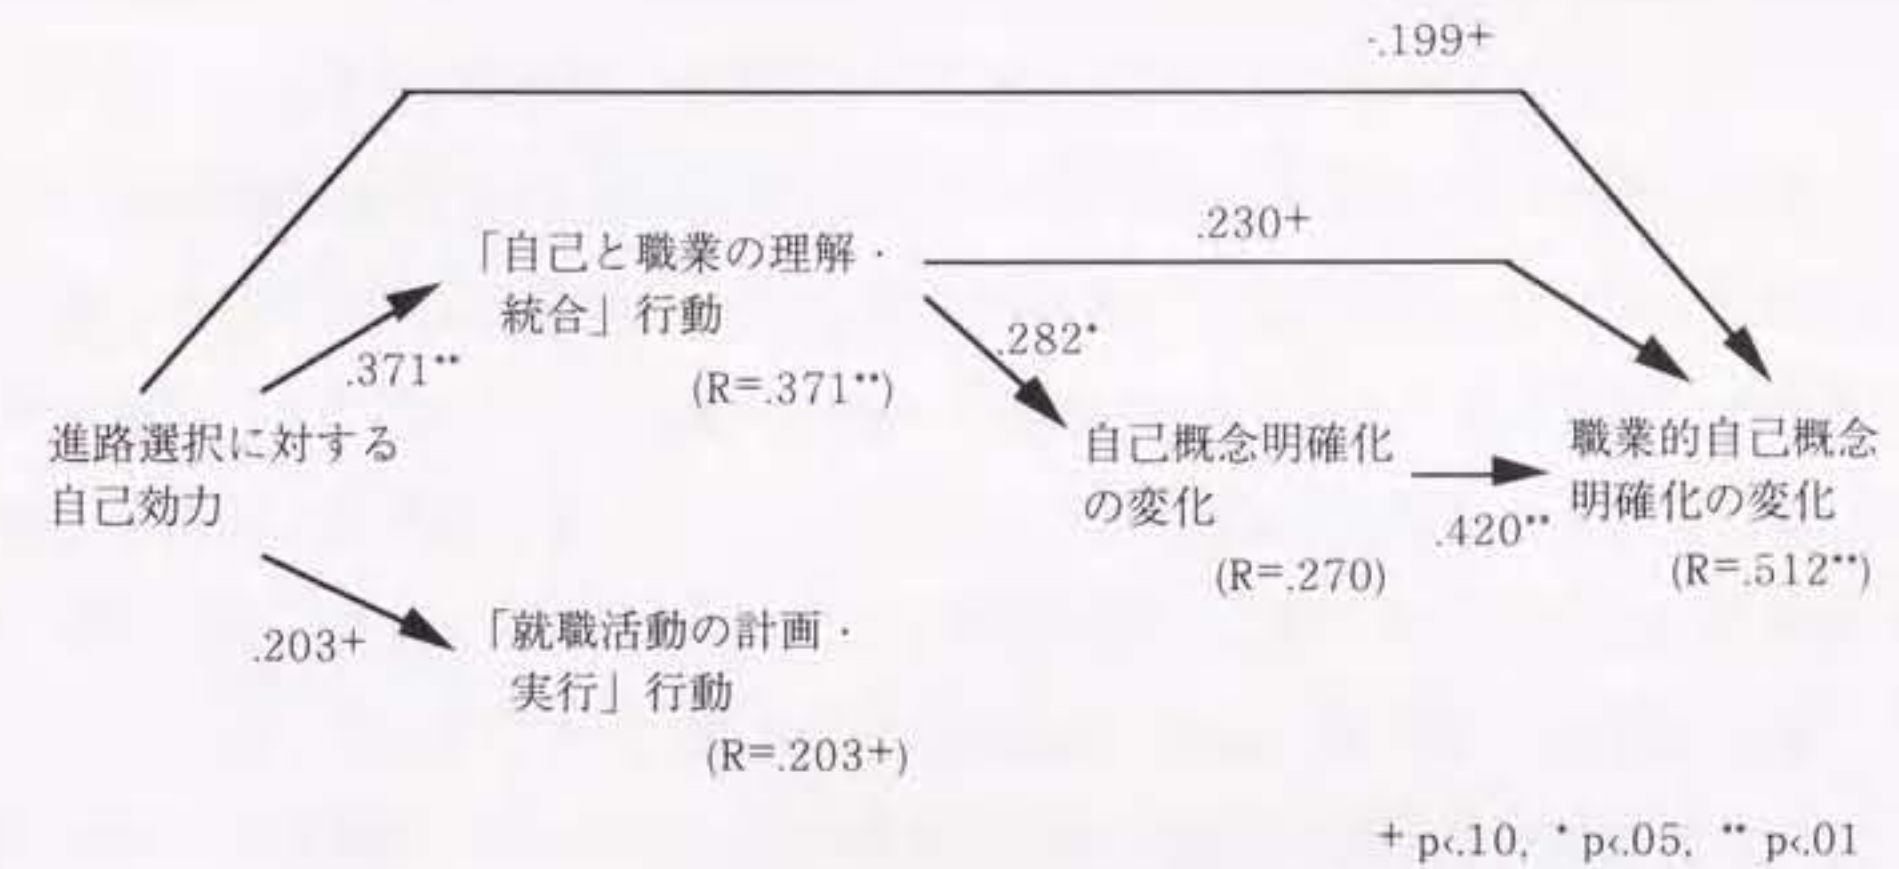 -.199+
.230+
「自己と職業の理解・
統合」行動
.282*
.371**
(R=.371**)
進路選択に対する
自己効力
自己概念明確化
の変化
職業的自己概念
明確化の変化
.420**
(R=.270)
(R=.512**)
.203+
「就職活動の計画・
実行」行動
(R=.203+)
+ p<.10, * p<.05, ** p<.01